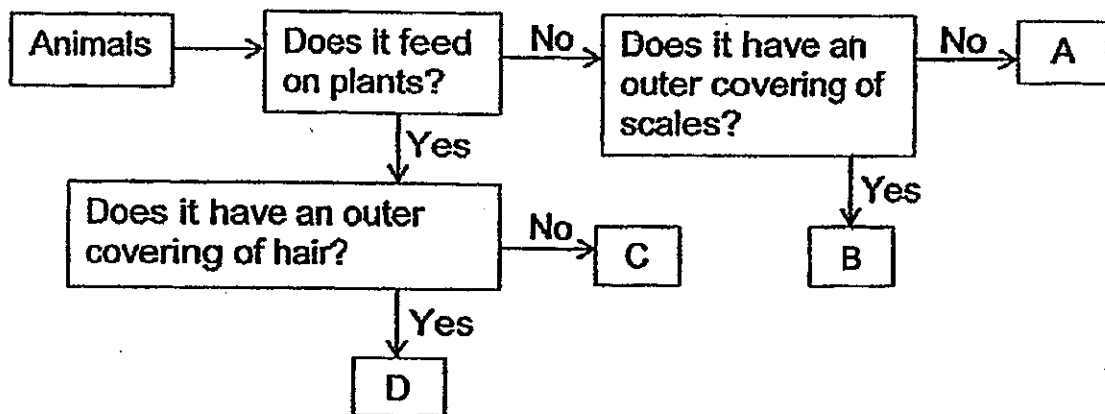 Animals
Does it feed
on plants?
No
Does it have an
outer covering of
scales?
No
A
Yes
Yes
Does it have an outer
covering of hair?
No
C
B
Yes
D